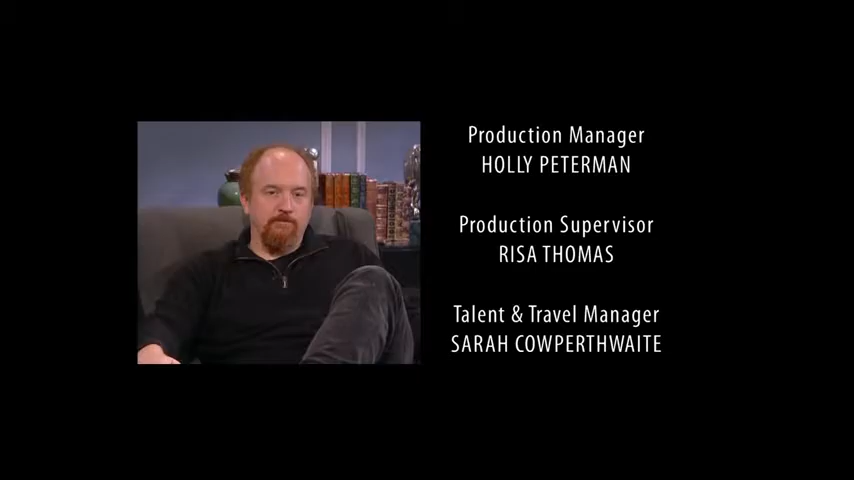 Production Manager
HOLLY PETERMAN
Production Supervisor
RISA THOMAS
Talent & Travel Manager
SARAH COWPERTHWAITE